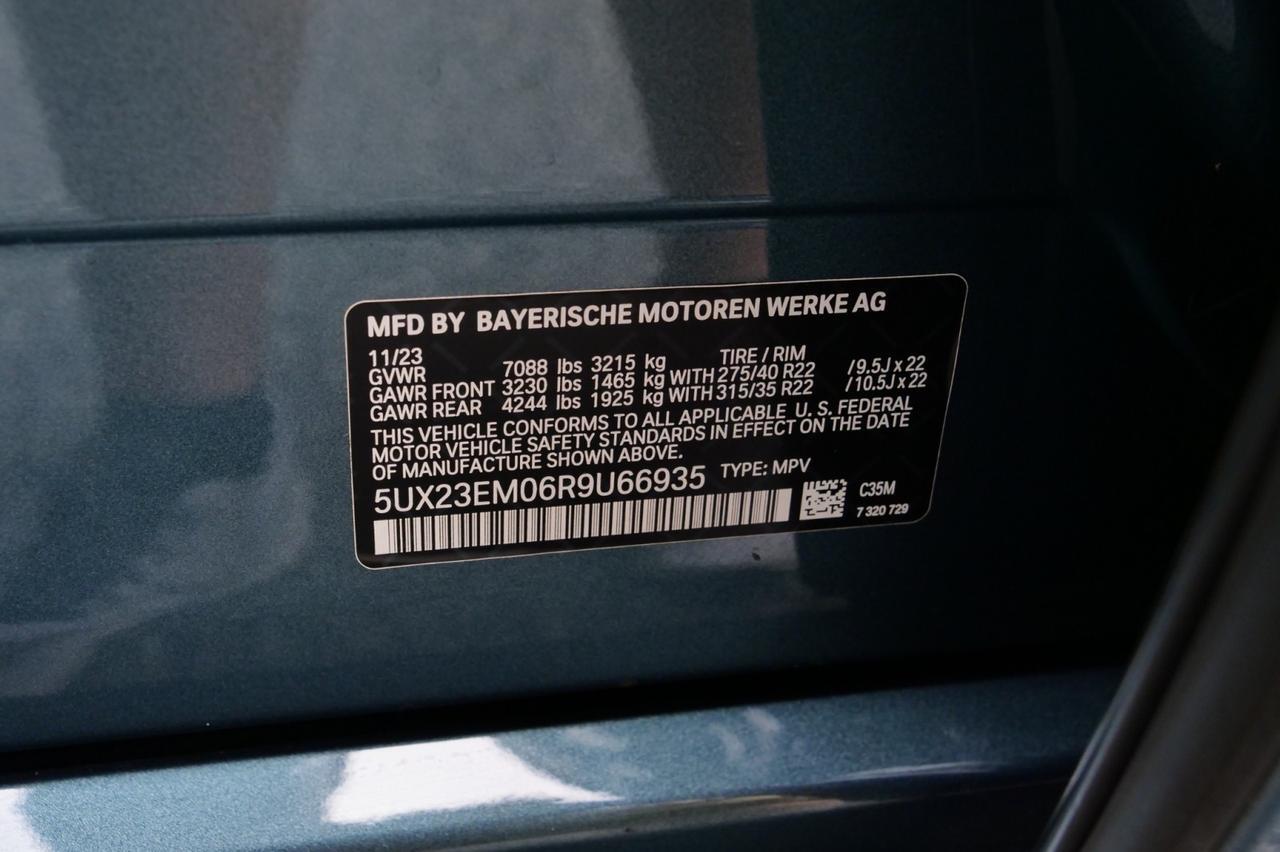 MFD BY BAYERISCHE MOTOREN WERKE AG
11/23 TIRE / RIM
GVWR 7088 lbs 3215 kg
GAWR FRONT 3230 lbs 1465 kg WITH 275/40 R22 /9.5J x 22
GAWR REAR 4244 lbs 1925 kg WITH 315/35 R22 /10.5J x 22
THIS VEHICLE CONFORMS TO ALL APPLICABLE U. S. FEDERAL
MOTOR VEHICLE SAFETY STANDARDS IN EFFECT ON THE DATE
OF MANUFACTURE SHOWN ABOVE.
5UX23EM06R9U66935 TYPE: MPV
C35M
7 320 729